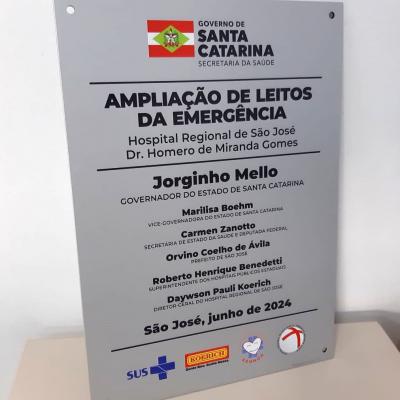 GOVERNO DE
SANTA
CATARINA
SECRETARIA DA SAÚDE
AMPLIAÇÃO DE LEITOS
DA EMERGÊNCIA
Hospital Regional de São José
Dr. Homero de Miranda Gomes
Jorginho Mello
GOVERNADOR DO ESTADO DE SANTA CATARINA
Marilisa Boehm
VICE-GOVERNADORA DO ESTADO DE SANTA CATARINA
Carmen Zanotto
SECRETARIA DE ESTADO DA SAÚDE E DEPUTADA FEDERAL
Orvino Coelho de Ávila
PREFEITO DE SÃO JOSÉ
Roberto Henrique Benedetti
SUPERINTENDENTE DOS HOSPITAIS PÚBLICOS ESTADUAIS
Daywson Pauli Koerich
DIRETOR GERAL DO HOSPITAL REGIONAL DE SÃO JOSÉ
São José, junho de 2024
SUS
KOERICH